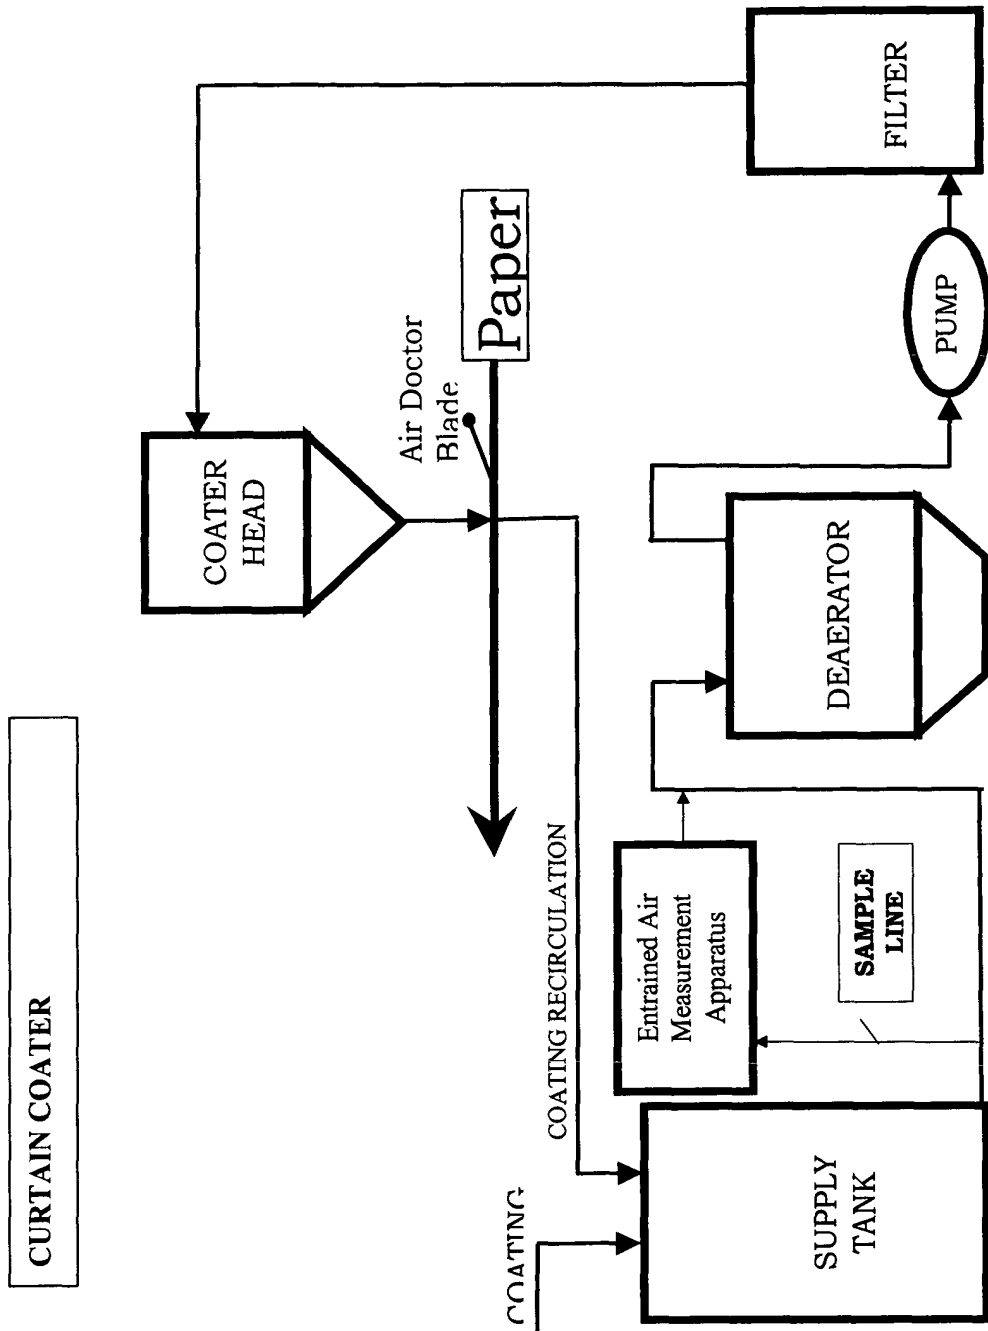 CURTAIN COATER
COATER
HEAD
Air Doctor
Blade
Paper
FILTER
PUMP
DEAERATOR
COATING RECIRCULATION
Entrained Air
Measurement
Apparatus
SAMPLE
LINE
COATING
SUPPLY
TANK